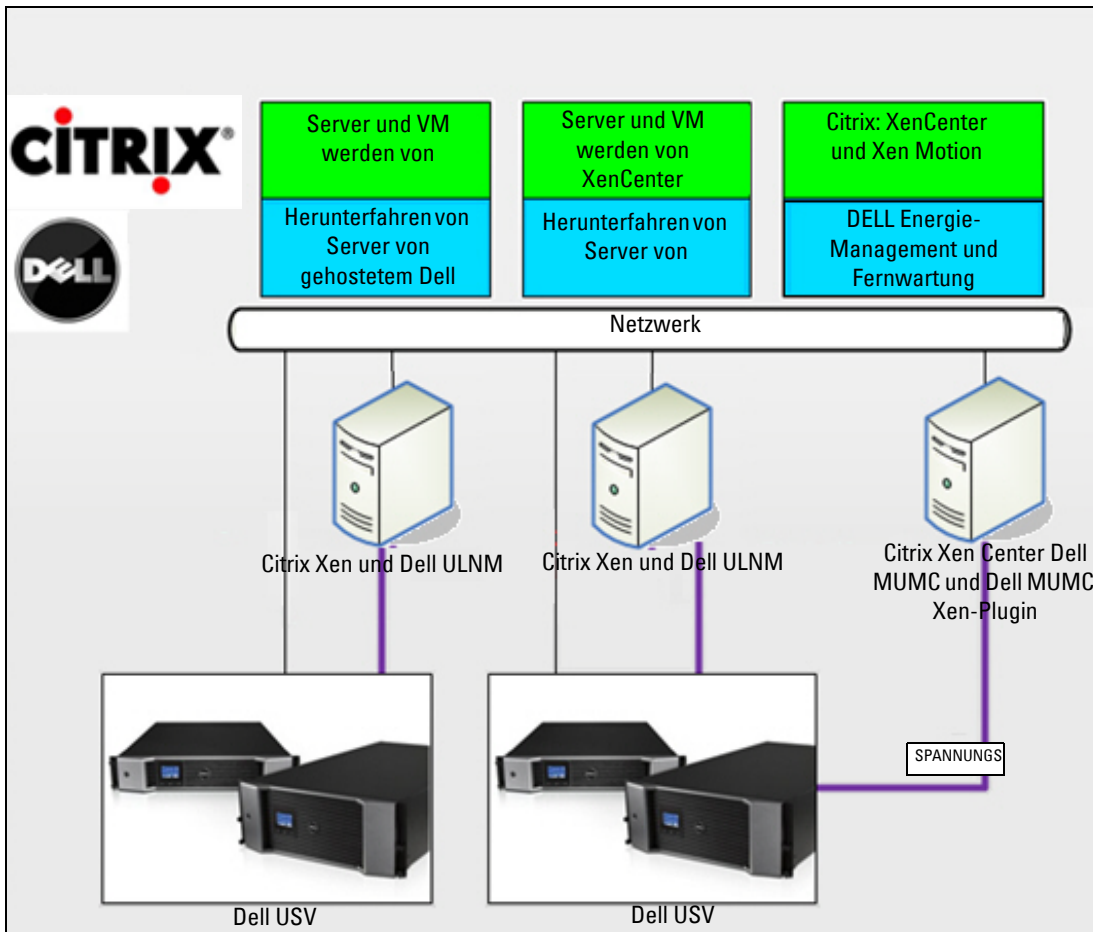 CITRIX®
DELL
Server und VM
werden von
Herunterfahren von
Server von
gehostetem Dell
Server und VM
werden von
XenCenter
Herunterfahren von
Server von
Citrix: XenCenter
und Xen Motion
DELL Energie-
Management und
Fernwartung
Netzwerk
Citrix Xen und Dell ULNM
Citrix Xen und Dell ULNM
Citrix Xen Center Dell
MUMC und Dell MUMC
Xen-Plugin
SPANNUNGS
Dell USV
Dell USV